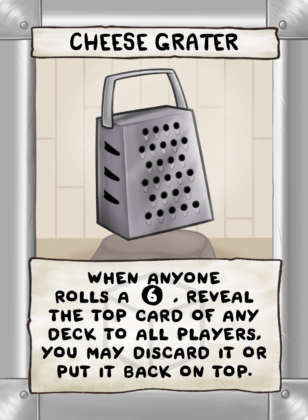 CHEESE GRATER
WHEN ANYONE
ROLLS A 6, REVEAL
THE TOP CARD OF ANY
DECK TO ALL PLAYERS.
YOU MAY DISCARD IT OR
PUT IT BACK ON TOP.